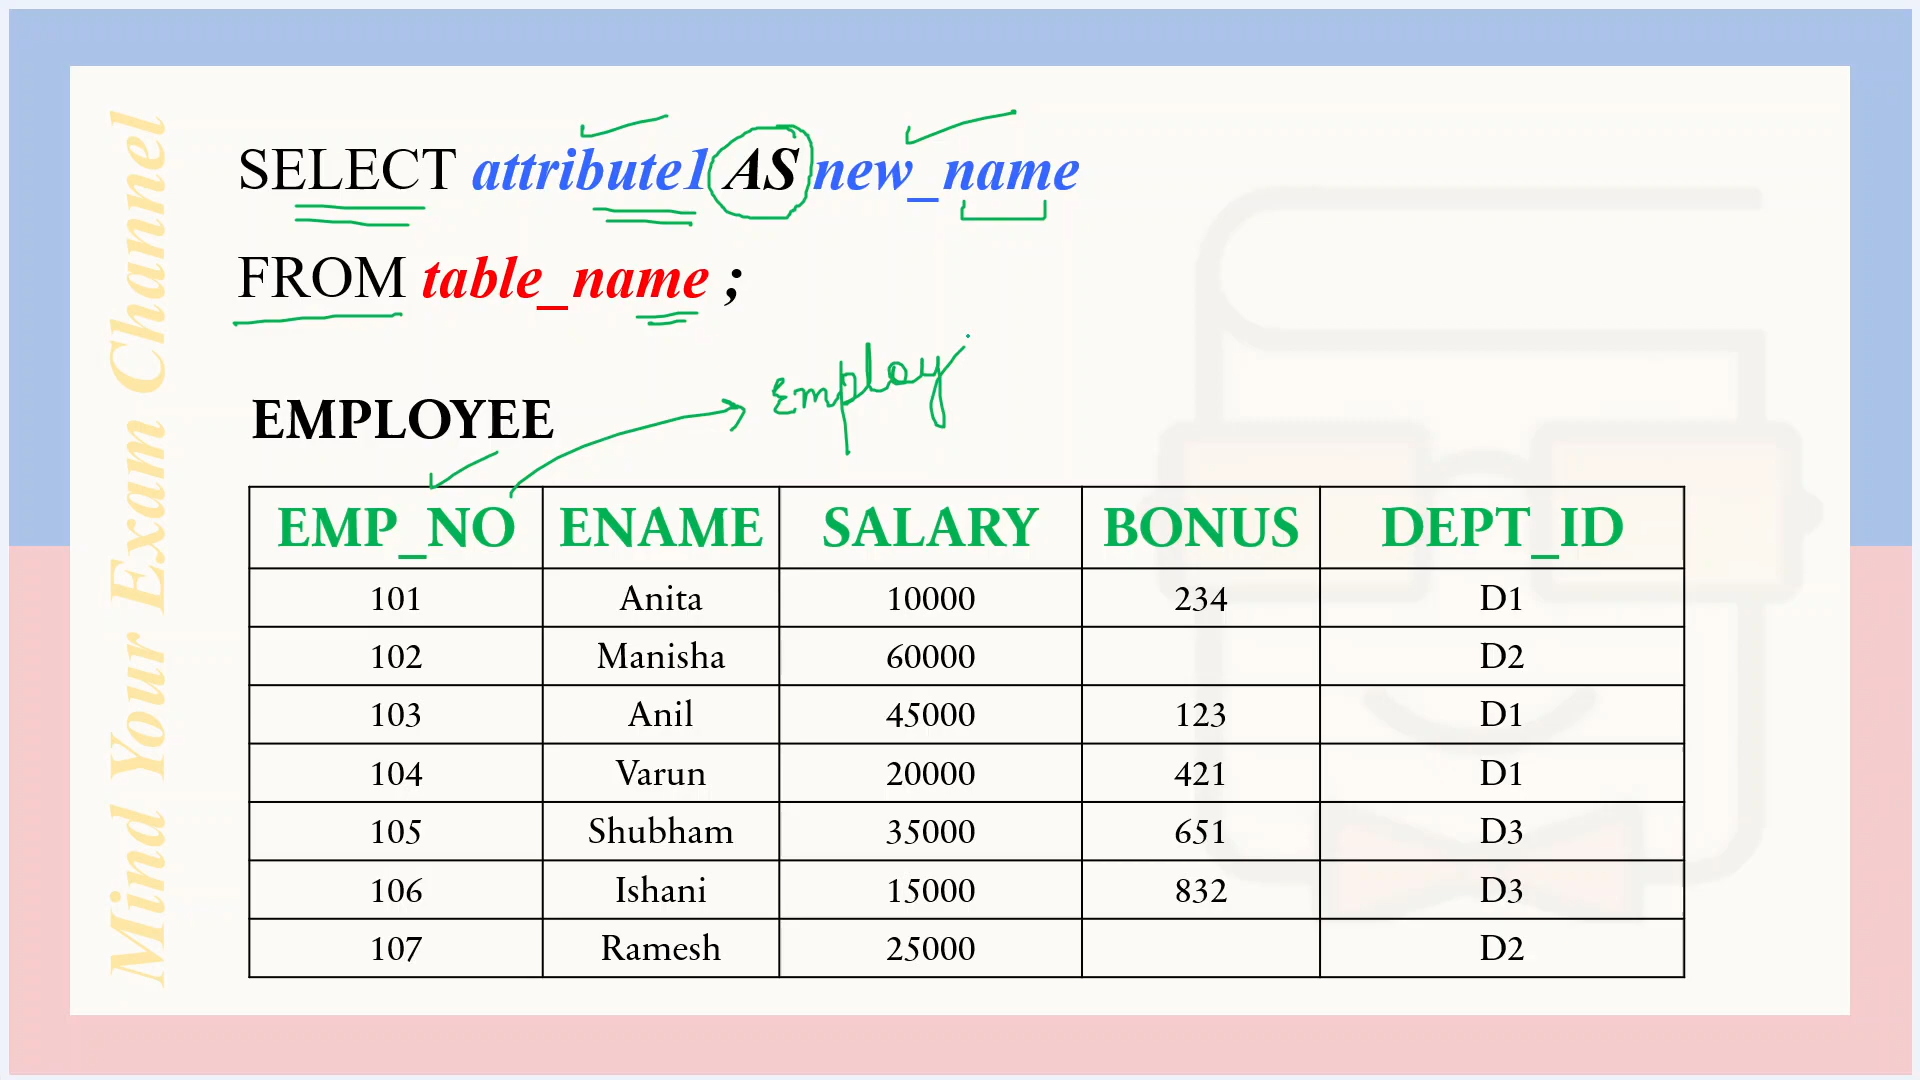 Mind Your Exam Channel
SELECT attribute1 AS new_name
FROM table_name ;
Employ
EMPLOYEE
EMP_NO ENAME SALARY BONUS DEPT_ID
101 Anita 10000 234 D1
102 Manisha 60000 D2
103 Anil 45000 123 D1
104 Varun 20000 421 D1
105 Shubham 35000 651 D3
106 Ishani 15000 832 D3
107 Ramesh 25000 D2